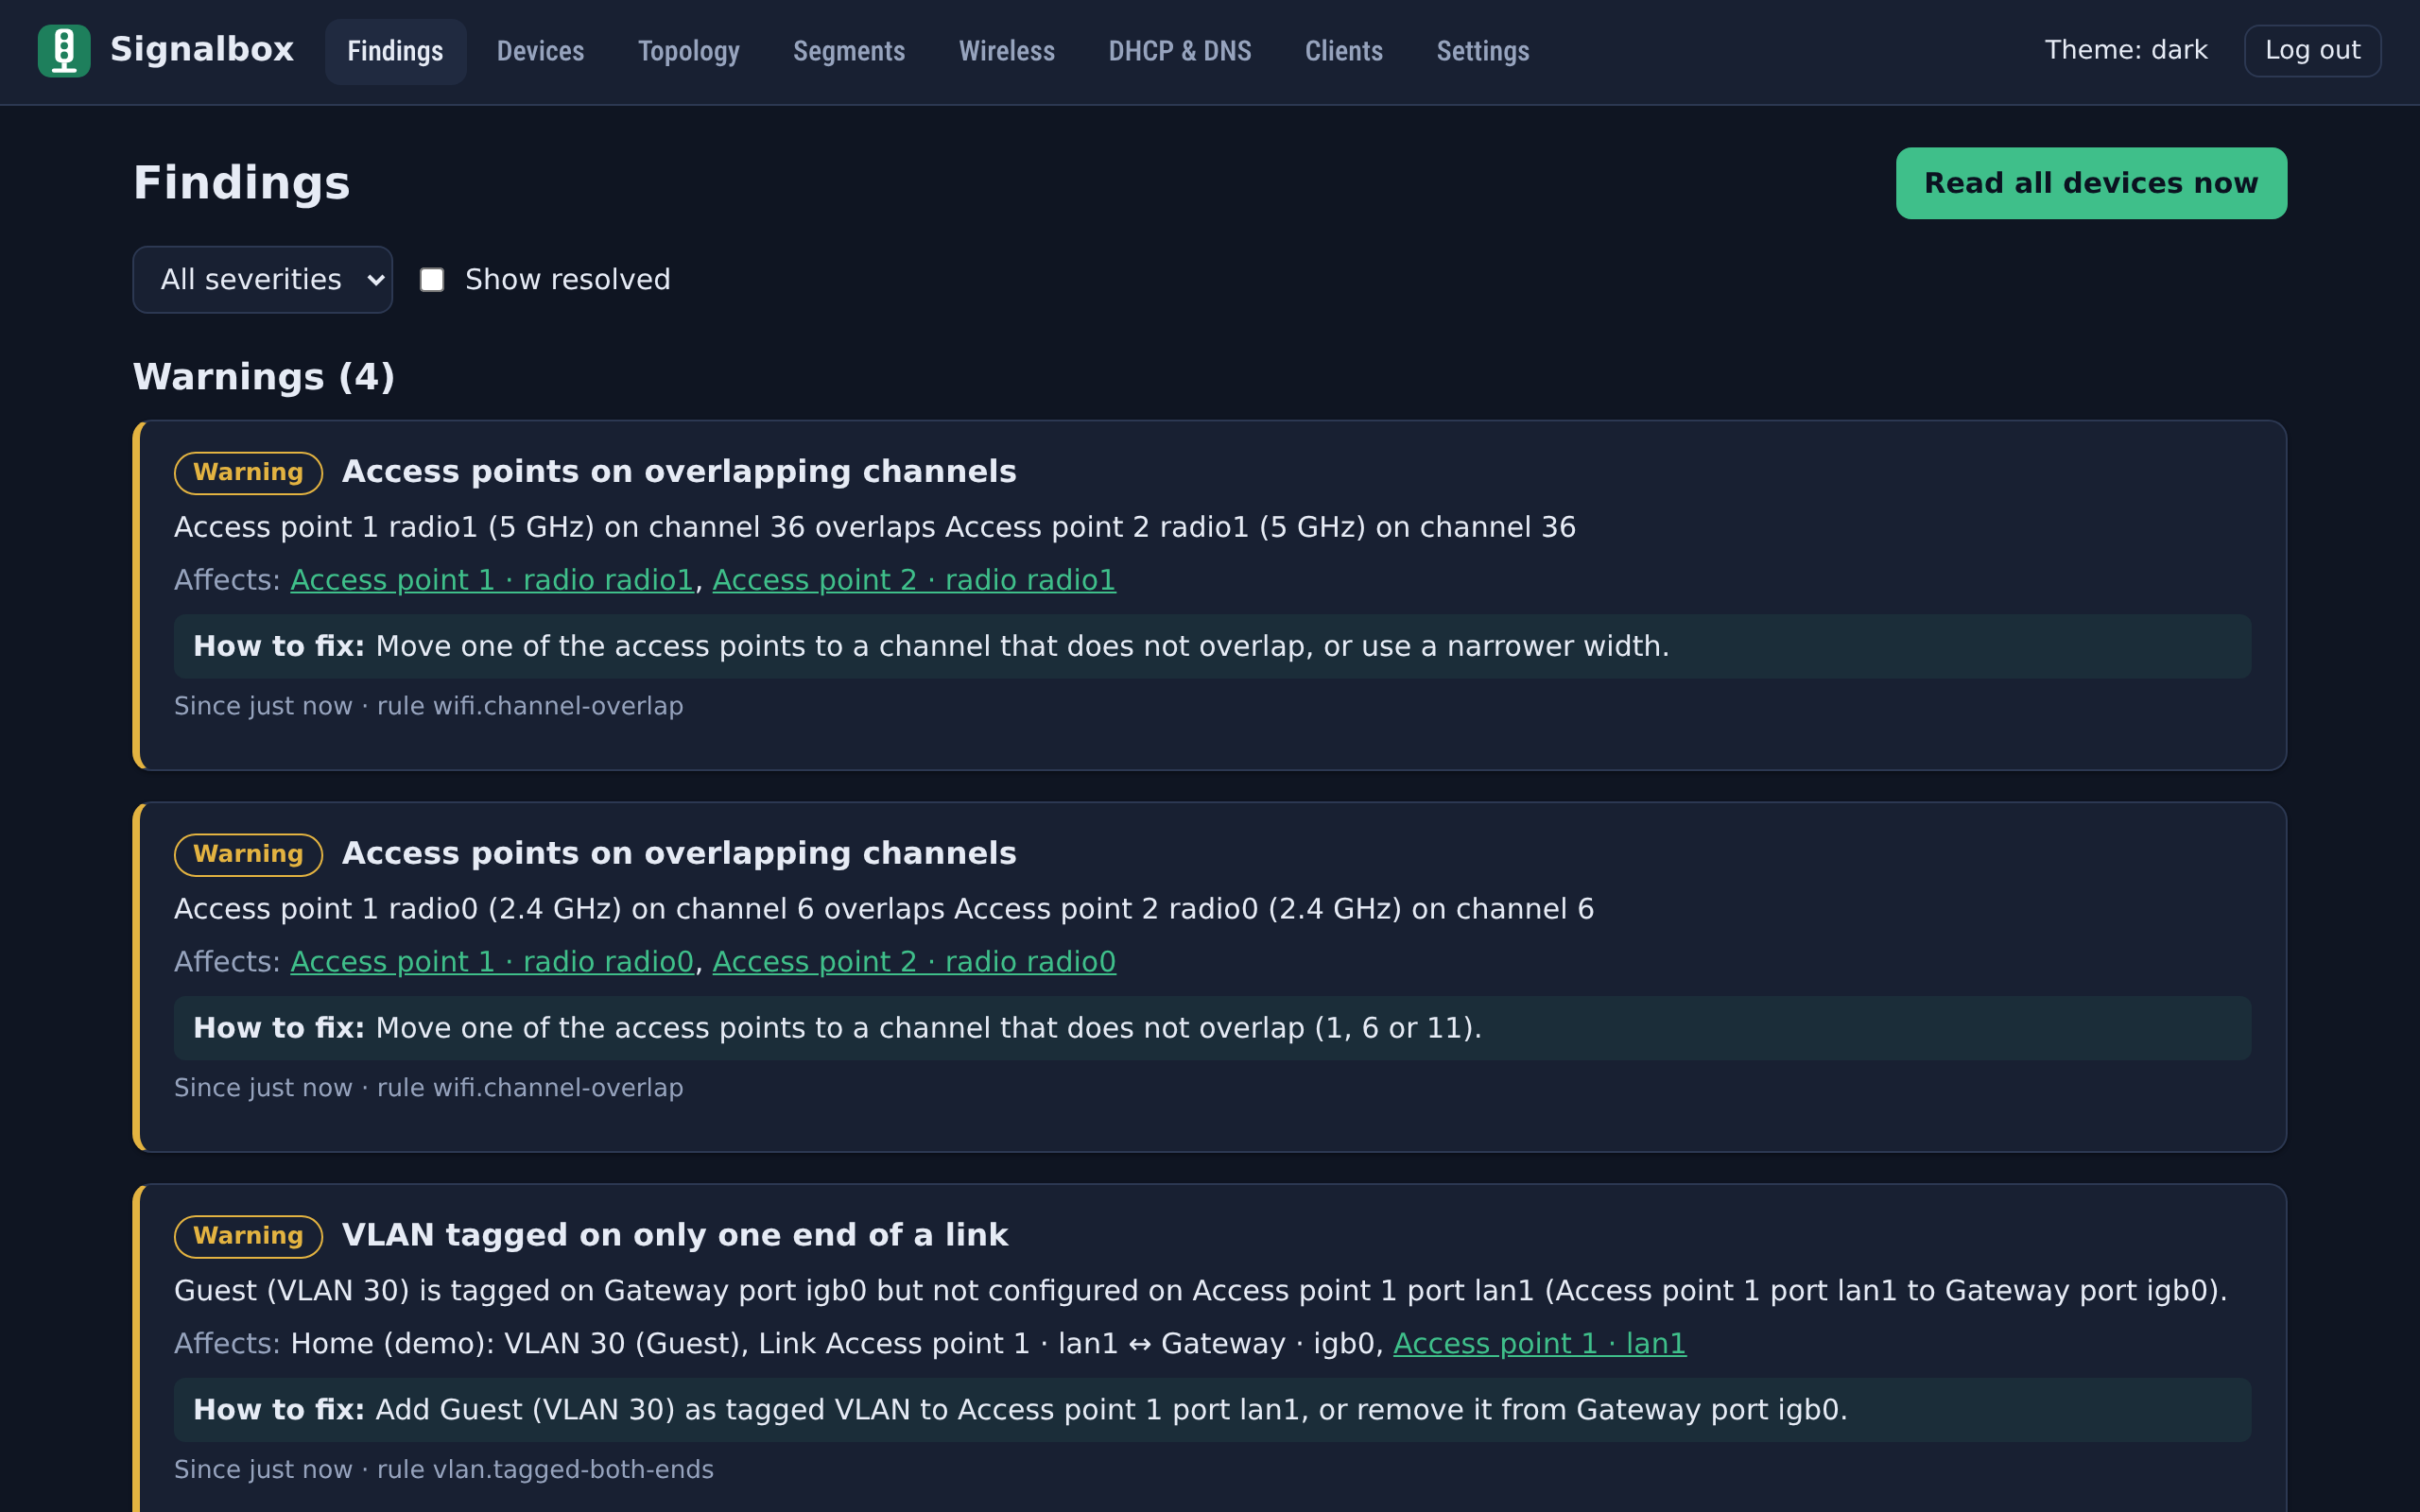 Signalbox Findings Devices Topology Segments Wireless DHCP & DNS Clients Settings Theme: dark Log out
Findings Read all devices now
All severities Show resolved
Warnings (4)
Warning Access points on overlapping channels
Access point 1 radio1 (5 GHz) on channel 36 overlaps Access point 2 radio1 (5 GHz) on channel 36
Affects: Access point 1 · radio radio1, Access point 2 · radio radio1
How to fix: Move one of the access points to a channel that does not overlap, or use a narrower width.
Since just now · rule wifi.channel-overlap
Warning Access points on overlapping channels
Access point 1 radio0 (2.4 GHz) on channel 6 overlaps Access point 2 radio0 (2.4 GHz) on channel 6
Affects: Access point 1 · radio radio0, Access point 2 · radio radio0
How to fix: Move one of the access points to a channel that does not overlap (1, 6 or 11).
Since just now · rule wifi.channel-overlap
Warning VLAN tagged on only one end of a link
Guest (VLAN 30) is tagged on Gateway port igb0 but not configured on Access point 1 port lan1 (Access point 1 port lan1 to Gateway port igb0).
Affects: Home (demo): VLAN 30 (Guest), Link Access point 1 · lan1 ↔ Gateway · igb0, Access point 1 · lan1
How to fix: Add Guest (VLAN 30) as tagged VLAN to Access point 1 port lan1, or remove it from Gateway port igb0.
Since just now · rule vlan.tagged-both-ends